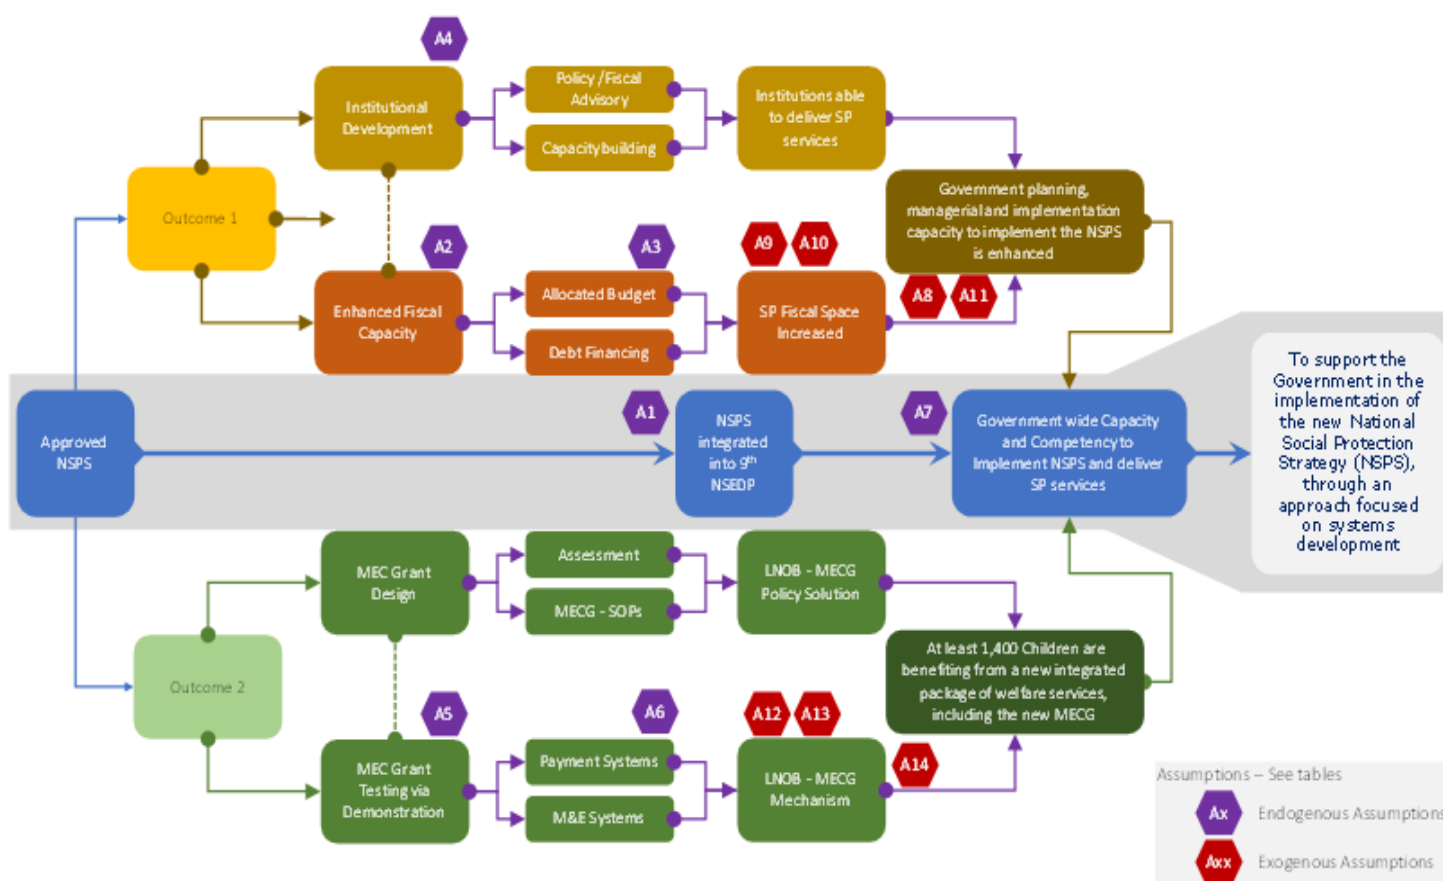 A4
Institutional
Development
Policy /Fiscal
Advisory
Capacity building
Institutions able
to deliver SP
services
Outcome 1
Government planning,
managerial and implementation
capacity to implement the NSPS
is enhanced
A2
A3
A9
A10
A8
A11
Enhanced Fiscal
Capacity
Allocated Budget
Debt Financing
SP Fiscal Space
Increased
Approved
NSPS
A1
NSPS
integrated
into 9th
NSEDP
A7
Government wide Capacity
and Competency to
Implement NSPS and deliver
SP services
To support the
Government in the
implementation of
the new National
Social Protection
Strategy (NSPS),
through an
approach focused
on systems
development
MEC Grant
Design
Assessment
MECG - SOPs
LNOB - MECG
Policy Solution
Outcome 2
At least 1,400 Children are
benefiting from a new integrated
package of welfare services,
including the new MECG
A5
A6
A12
A13
A14
MEC Grant
Testing via
Demonstration
Payment Systems
M&E Systems
LNOB - MECG
Mechanism
Assumptions – See tables
Ax
Endogenous Assumptions
Axx
Exogenous Assumptions